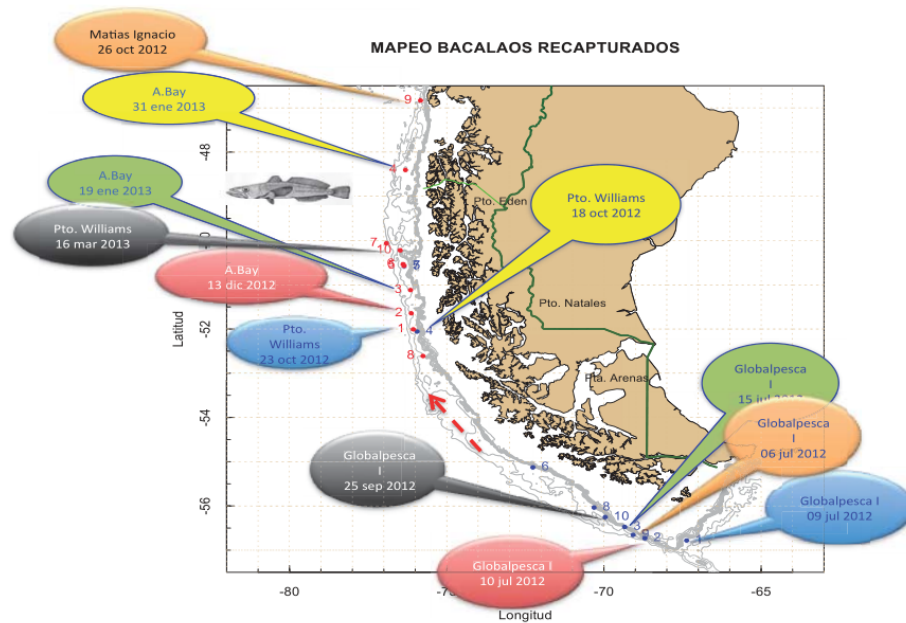 MAPEO BACALAOS RECAPTURADOS
Matias Ignacio
26 oct 2012
A.Bay
31 ene 2013
A.Bay
19 ene 2013
Pto. Williams
16 mar 2013
A.Bay
13 dic 2012
Pto.
Williams
23 oct 2012
Pto. Williams
18 oct 2012
Globalpesca
I
15 jul 2012
Globalpesca
I
06 jul 2012
Globalpesca I
09 jul 2012
Globalpesca I
10 jul 2012
Globalpesca
I
25 sep 2012
Pto. Eden
Pto. Natales
Pta. Arenas
9
4
7
10
6
3
2
1
4
8
6
8
10
3
2
1
Latitud
-48
-52
-54
-56
-80
-70
-65
Longitud